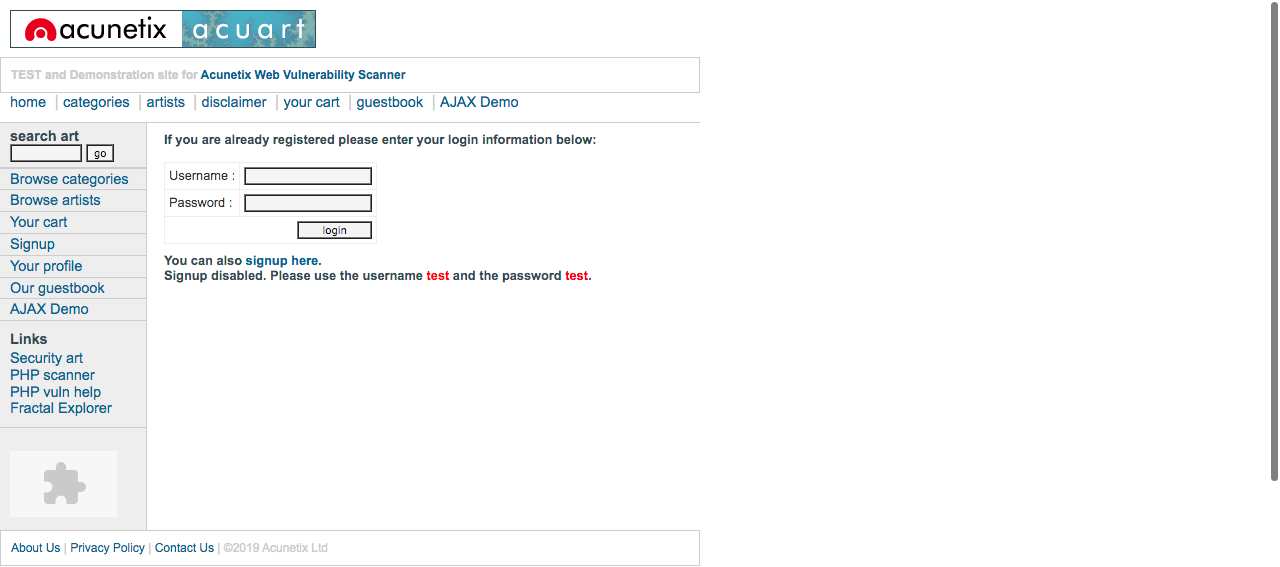 acunetix acuart
TEST and Demonstration site for Acunetix Web Vulnerability Scanner
home | categories | artists | disclaimer | your cart | guestbook | AJAX Demo
search art
go
Browse categories
Browse artists
Your cart
Signup
Your profile
Our guestbook
AJAX Demo
Links
Security art
PHP scanner
PHP vuln help
Fractal Explorer
If you are already registered please enter your login information below:
Username :
Password :
login
You can also signup here.
Signup disabled. Please use the username test and the password test.
About Us | Privacy Policy | Contact Us | ©2019 Acunetix Ltd